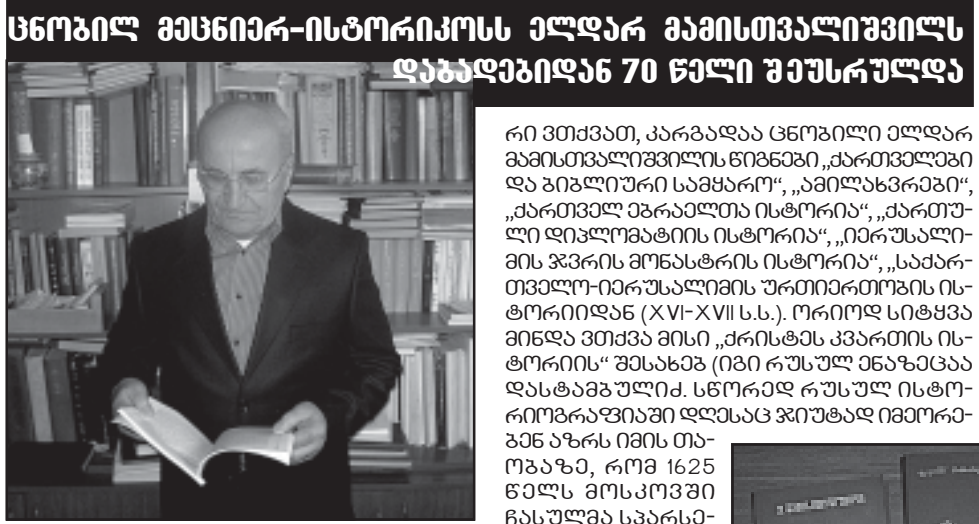 ცნობილ მეცნიერ-ისტორიკოსს ელდარ მამისთვალიშვილს
დაბადებიდან 70 წელი შეუსრულდა
რი ვთქვათ, კარგადაა ცნობილი ელდარ
მამისთვალიშვილის წიგნები „ქართველები
და ბიბლიური სამყარო“, „ამილახვრები“,
„ქართველ ებრაელთა ისტორია“, „ქართუ-
ლი დიპლომატიის ისტორია“, „იერუსალი-
მის ჯვრის მონასტრის ისტორია“, „საქარ-
თველო-იერუსალიმის ურთიერთობის ის-
ტორიიდან (XVI-XVII ს.ს.). ორიოდ სიტყვა
მინდა ვთქვა მისი „ქრისტეს კვართის ის-
ტორიის“ შესახებ (იგი რუსულ ენაზეცაა
დასტამბულიძ. სწორედ რუსულ ისტო-
რიოგრაფიაში დღესაც ჯიუტად იმეორე-
ბენ აზრს იმის თა-
ობაზე, რომ 1625
წელს მოსკოვში
ჩასულმა სპარსე-